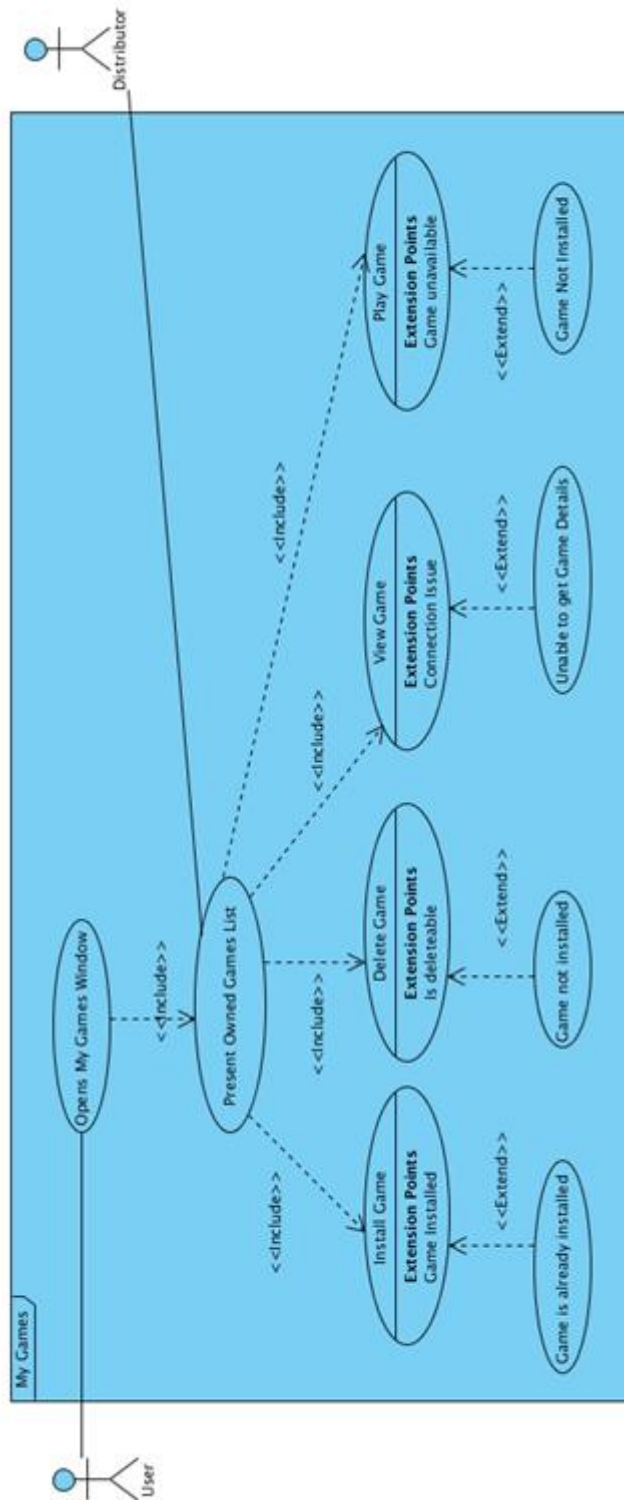 My Games
User
Distributor
Opens My Games Window
<<Include>>
Present Owned Games List
<<Include>>
<<Include>>
<<Include>>
<<Include>>
Install Game
Extension Points
Game Installed
Delete Game
Extension Points
Is deleteable
View Game
Extension Points
Connection Issue
Play Game
Extension Points
Game unavailable
<<Extend>>
<<Extend>>
<<Extend>>
<<Extend>>
Game is already installed
Game not installed
Unable to get Game Details
Game Not Installed